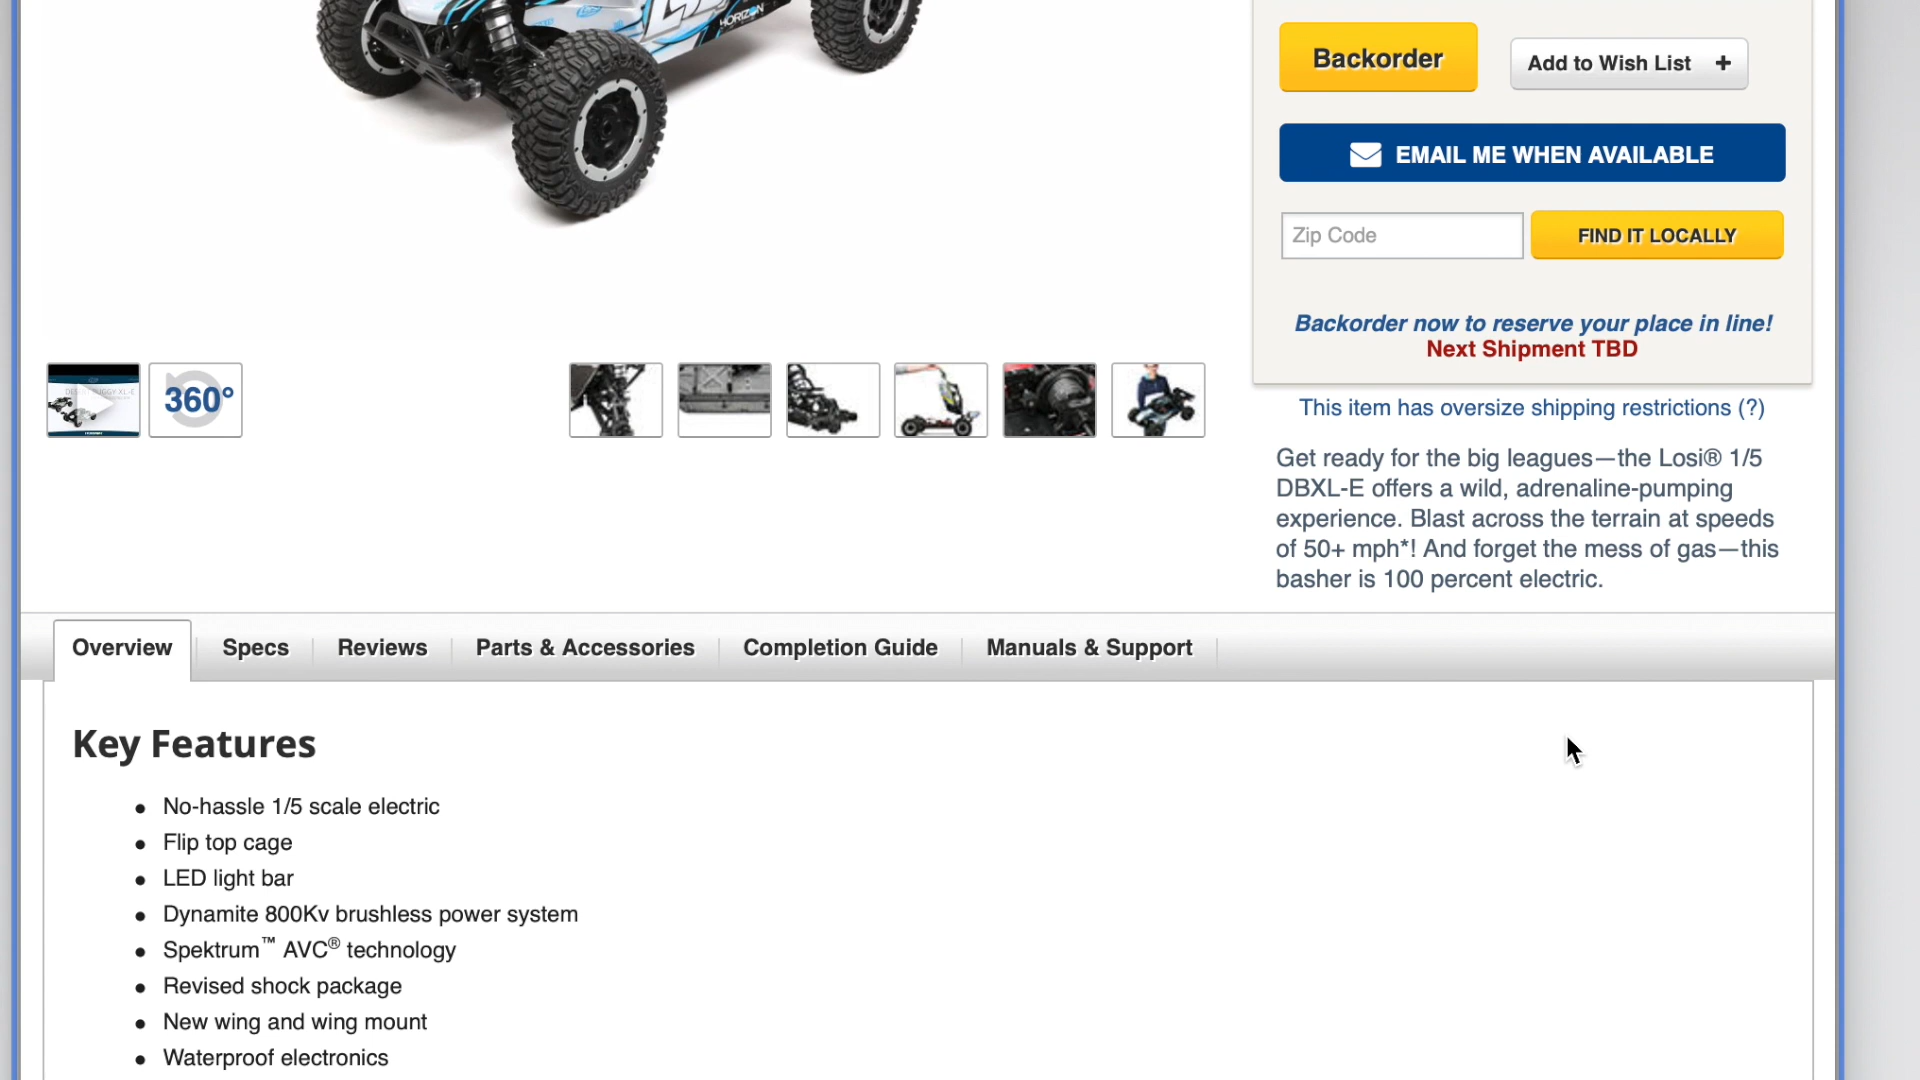 HORIZON
Backorder
Add to Wish List +
EMAIL ME WHEN AVAILABLE
Zip Code
FIND IT LOCALLY
Backorder now to reserve your place in line!
Next Shipment TBD
360°
This item has oversize shipping restrictions (?)
Get ready for the big leagues—the Losi® 1/5
DBXL-E offers a wild, adrenaline-pumping
experience. Blast across the terrain at speeds
of 50+ mph*! And forget the mess of gas—this
basher is 100 percent electric.
Overview
Specs
Reviews
Parts & Accessories
Completion Guide
Manuals & Support
Key Features
• No-hassle 1/5 scale electric
• Flip top cage
• LED light bar
• Dynamite 800Kv brushless power system
• Spektrum™ AVC® technology
• Revised shock package
• New wing and wing mount
• Waterproof electronics